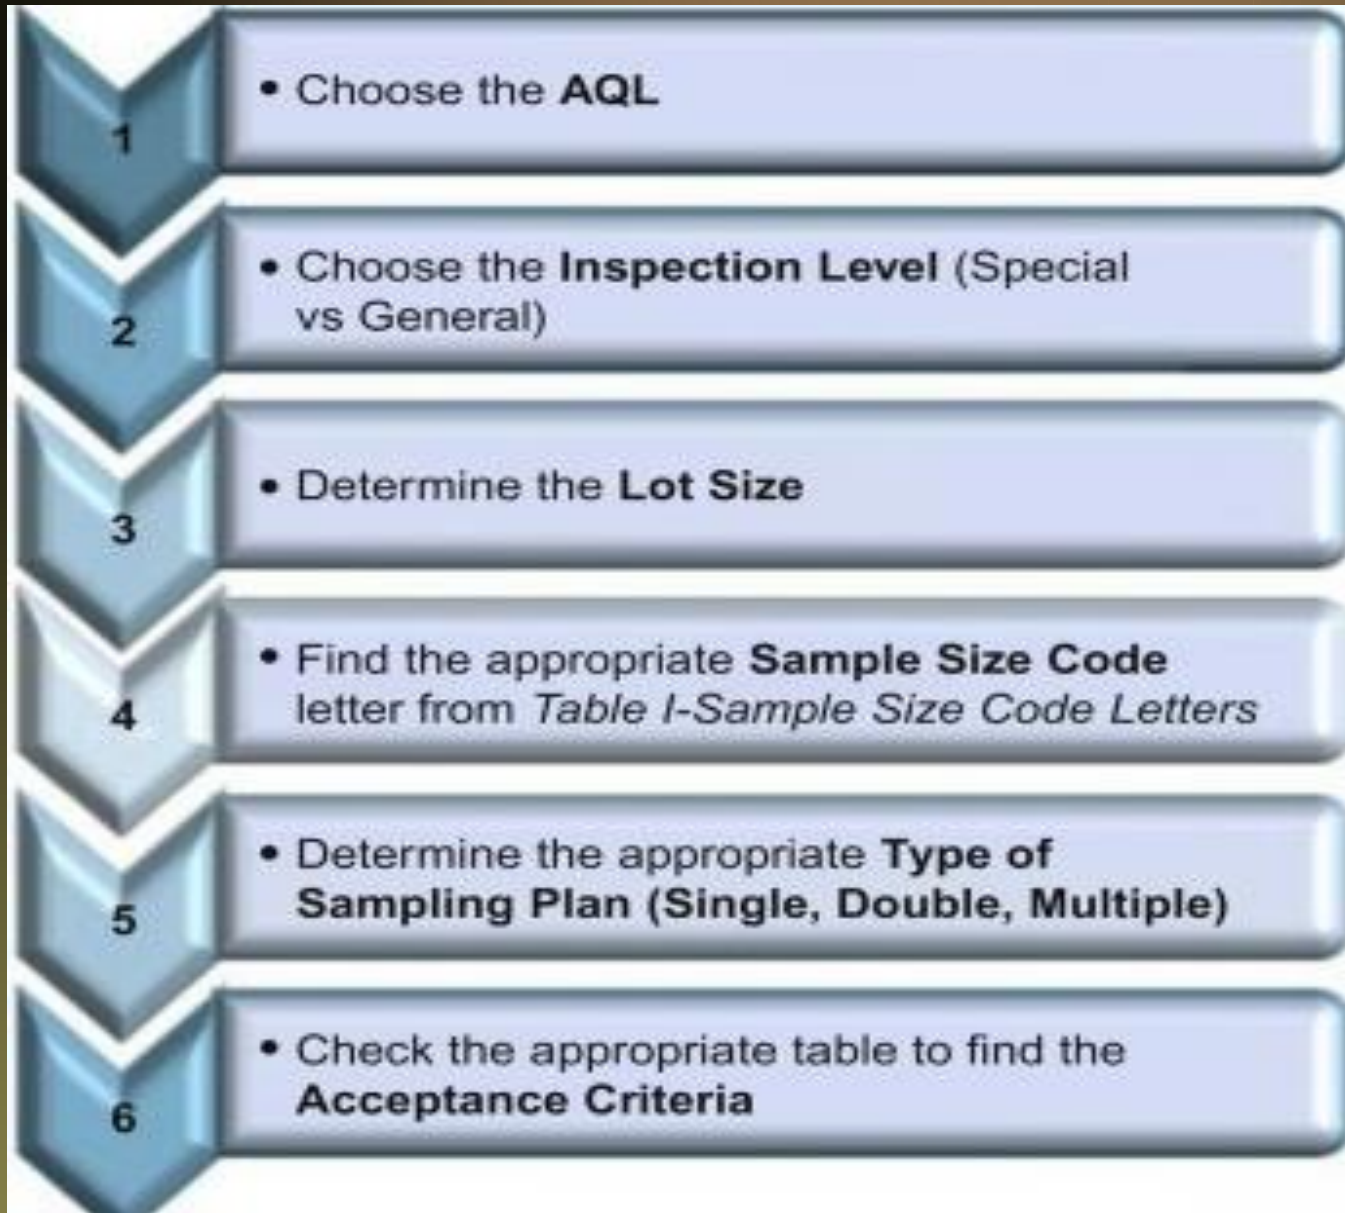 1
• Choose the AQL
2
• Choose the Inspection Level (Special
vs General)
3
• Determine the Lot Size
4
• Find the appropriate Sample Size Code
letter from Table I-Sample Size Code Letters
5
• Determine the appropriate Type of
Sampling Plan (Single, Double, Multiple)
6
• Check the appropriate table to find the
Acceptance Criteria